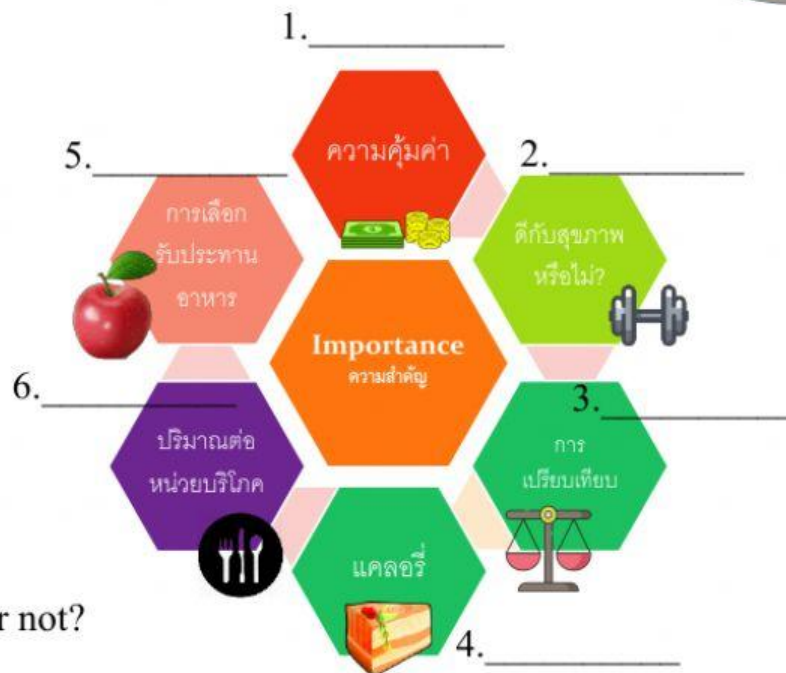 1.
ความคุ้มค่า
2.
ดีกับสุขภาพ
หรือไม่?
3.
การ
เปรียบเทียบ
4.
แคลอรี่
5.
การเลือก
รับประทาน
อาหาร
6.
ปริมาณต่อ
หน่วยบริโภค
Importance
ความสำคัญ
not?